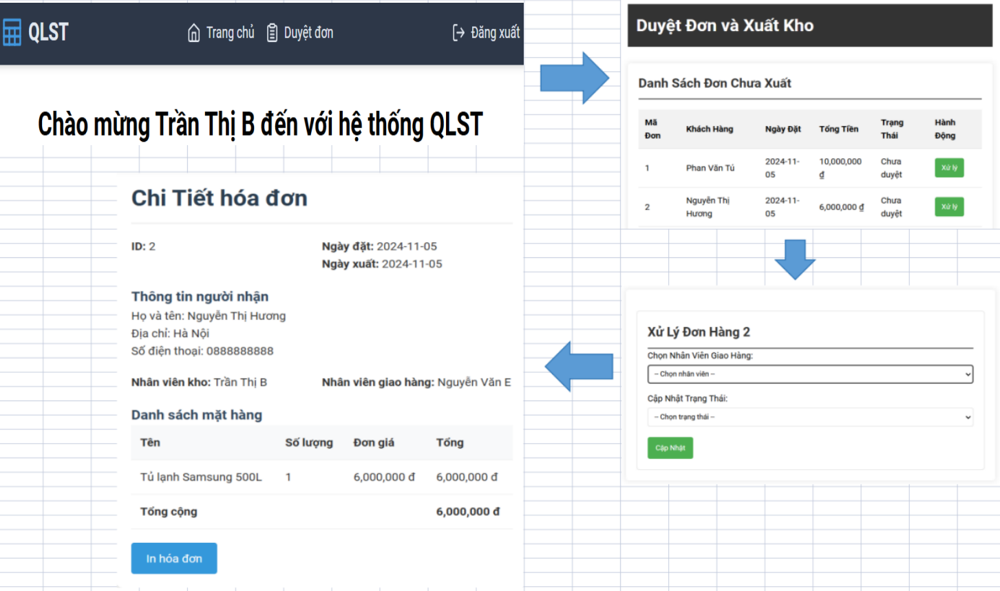 QLST
Trang chủ
Duyệt đơn
Đăng xuất
Chào mừng Trần Thị B đến với hệ thống QLST
Duyệt Đơn và Xuất Kho
Danh Sách Đơn Chưa Xuất
Mã Đơn Khách Hàng Ngày Đặt Tổng Tiền Trạng Thái Hành Động
1 Phan Văn Tú 2024-11-05 10,000,000 ₫ Chưa duyệt Xử lý
2 Nguyễn Thị Hương 2024-11-05 6,000,000 ₫ Chưa duyệt Xử lý
Xử Lý Đơn Hàng 2
Chọn Nhân Viên Giao Hàng:
-- Chọn nhân viên --
Cập Nhật Trạng Thái:
-- Chọn trạng thái --
Cập Nhật
Chi Tiết hóa đơn
ID: 2
Ngày đặt: 2024-11-05
Ngày xuất: 2024-11-05
Thông tin người nhận
Họ và tên: Nguyễn Thị Hương
Địa chỉ: Hà Nội
Số điện thoại: 0888888888
Nhân viên kho: Trần Thị B
Nhân viên giao hàng: Nguyễn Văn E
Danh sách mặt hàng
Tên Số lượng Đơn giá Tổng
Tủ lạnh Samsung 500L 1 6,000,000 đ 6,000,000 đ
Tổng cộng 6,000,000 đ
In hóa đơn